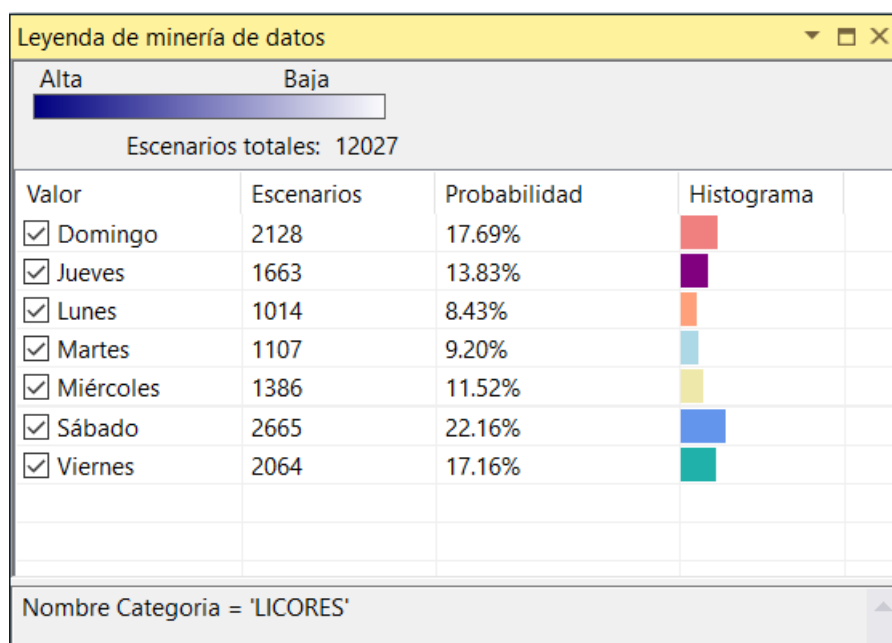 Leyenda de minería de datos
Alta Baja
Escenarios totales: 12027
Valor Escenarios Probabilidad Histograma
Domingo 2128 17.69%
Jueves 1663 13.83%
Lunes 1014 8.43%
Martes 1107 9.20%
Miércoles 1386 11.52%
Sábado 2665 22.16%
Viernes 2064 17.16%
Nombre Categoria = 'LICORES'